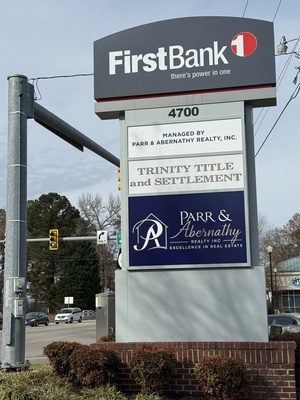 FirstBank 1
there's power in one
4700
MANAGED BY
PARR & ABERNATHY REALTY, INC.
TRINITY TITLE
and SETTLEMENT
PARR &
Abernathy
REALTY INC
EXCELLENCE IN REAL ESTATE